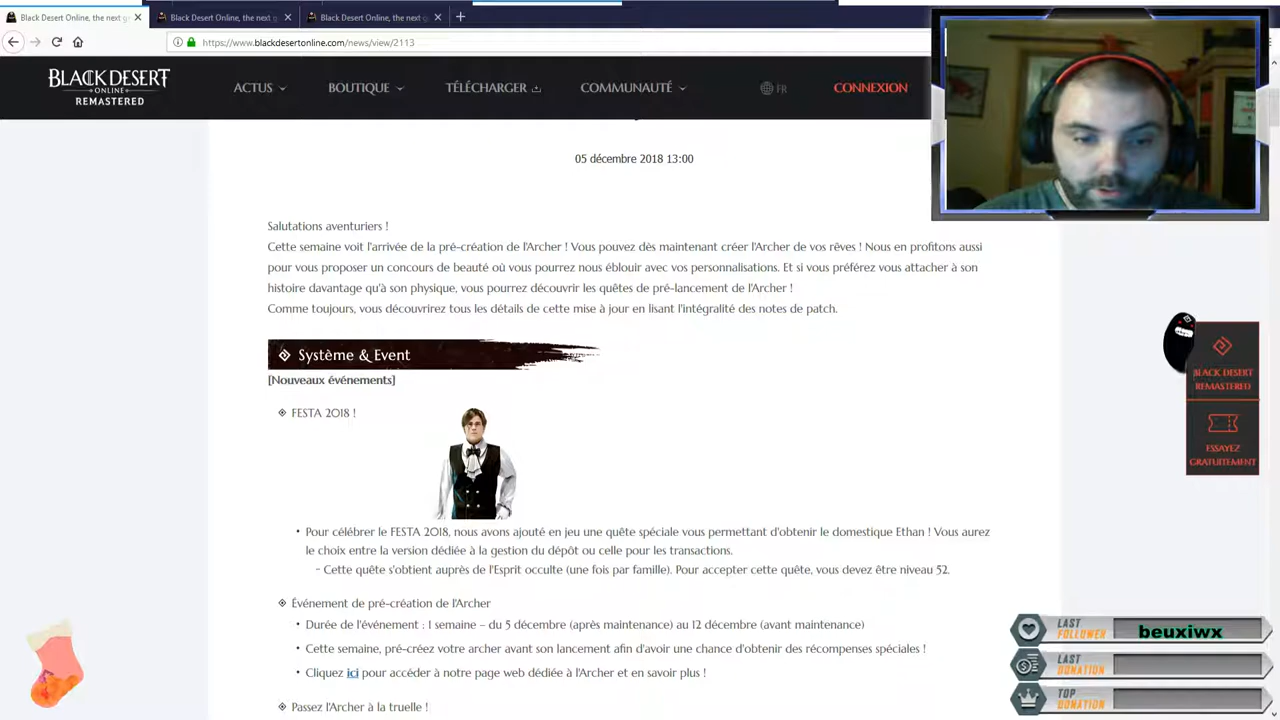 Black Desert Online, the next g
Black Desert Online, the next g
Black Desert Online, the next g
https://www.blackdesertonline.com/news/view/2113
BLACK DESERT
ONLINE
REMASTERED
ACTUS
BOUTIQUE
TÉLÉCHARGER
COMMUNAUTÉ
FR
CONNEXION
05 décembre 2018 13:00
Salutations aventuriers !
Cette semaine voit l'arrivée de la pré-création de l'Archer ! Vous pouvez dès maintenant créer l'Archer de vos rêves ! Nous en profitons aussi
pour vous proposer un concours de beauté où vous pourrez nous éblouir avec vos personnalisations. Et si vous préférez vous attacher à son
histoire davantage qu'à son physique, vous pourrez découvrir les quêtes de pré-lancement de l'Archer !
Comme toujours, vous découvrirez tous les détails de cette mise à jour en lisant l'intégralité des notes de patch.
Système & Event
[Nouveaux événements]
FESTA 2018 !
• Pour célébrer le FESTA 2018, nous avons ajouté en jeu une quête spéciale vous permettant d'obtenir le domestique Ethan ! Vous aurez
le choix entre la version dédiée à la gestion du dépôt ou celle pour les transactions.
- Cette quête s'obtient auprès de l'Esprit occulte (une fois par famille). Pour accepter cette quête, vous devez être niveau 52.
Événement de pré-création de l'Archer
• Durée de l'événement : 1 semaine – du 5 décembre (après maintenance) au 12 décembre (avant maintenance)
• Cette semaine, pré-créez votre archer avant son lancement afin d'avoir une chance d'obtenir des récompenses spéciales !
• Cliquez ici pour accéder à notre page web dédiée à l'Archer et en savoir plus !
BLACK DESERT
REMASTERED
ESSAYEZ
GRATUITEMENT
LAST
FOLLOWER
beuxiwx
LAST
DONATION
TOP
DONATION